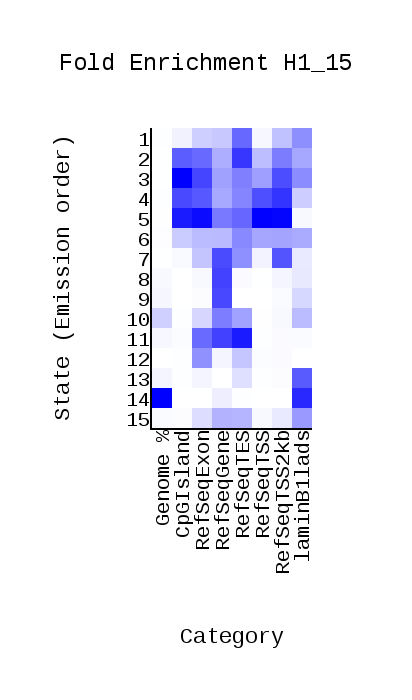 Fold Enrichment H1_15
State (Emission order)
1
2
3
4
5
6
7
8
9
10
11
12
13
14
15
Genome %
CpGIsland
RefSeqExon
RefSeqGene
RefSeqTES
RefSeqTSS
RefSeqTSS2kb
laminB1lads
Category